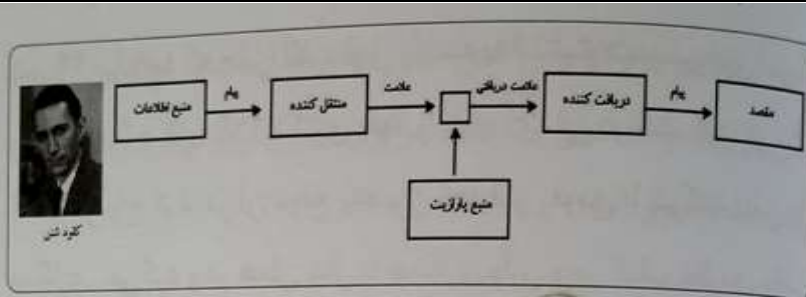 منبع اطلاعات
پیام
منتقل کننده
علامت
علامت دریافتی
دریافت کننده
پیام
مقصد
منبع پارازیت
کلود شنن